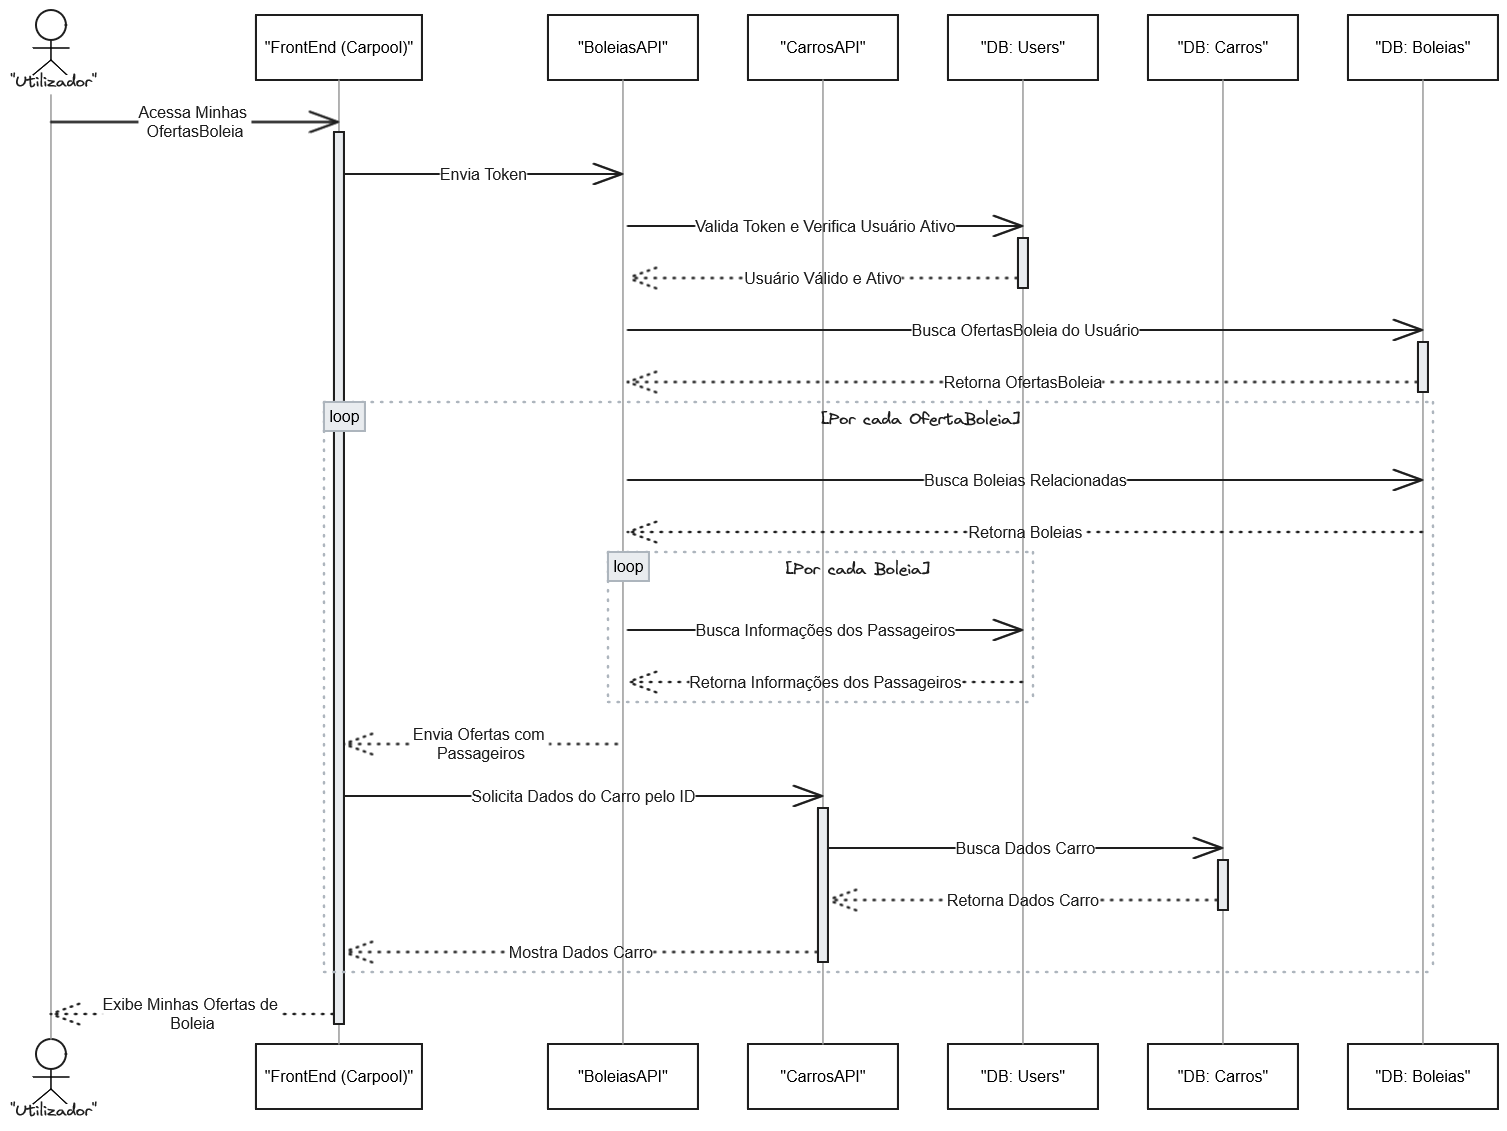 "Utilizador"
"FrontEnd (Carpool)"
"BoleiasAPI"
"CarrosAPI"
"DB: Users"
"DB: Carros"
"DB: Boleias"
Acessa Minhas
OfertasBoleia
Envia Token
Valida Token e Verifica Usuário Ativo
Usuário Válido e Ativo
Busca OfertasBoleia do Usuário
Retorna OfertasBoleia
loop
[Por cada OfertaBoleia]
Busca Boleias Relacionadas
Retorna Boleias
loop
[Por cada Boleia]
Busca Informações dos Passageiros
Retorna Informações dos Passageiros
Envia Ofertas com
Passageiros
Solicita Dados do Carro pelo ID
Busca Dados Carro
Retorna Dados Carro
Mostra Dados Carro
Exibe Minhas Ofertas de
Boleia
"Utilizador"
"FrontEnd (Carpool)"
"BoleiasAPI"
"CarrosAPI"
"DB: Users"
"DB: Carros"
"DB: Boleias"